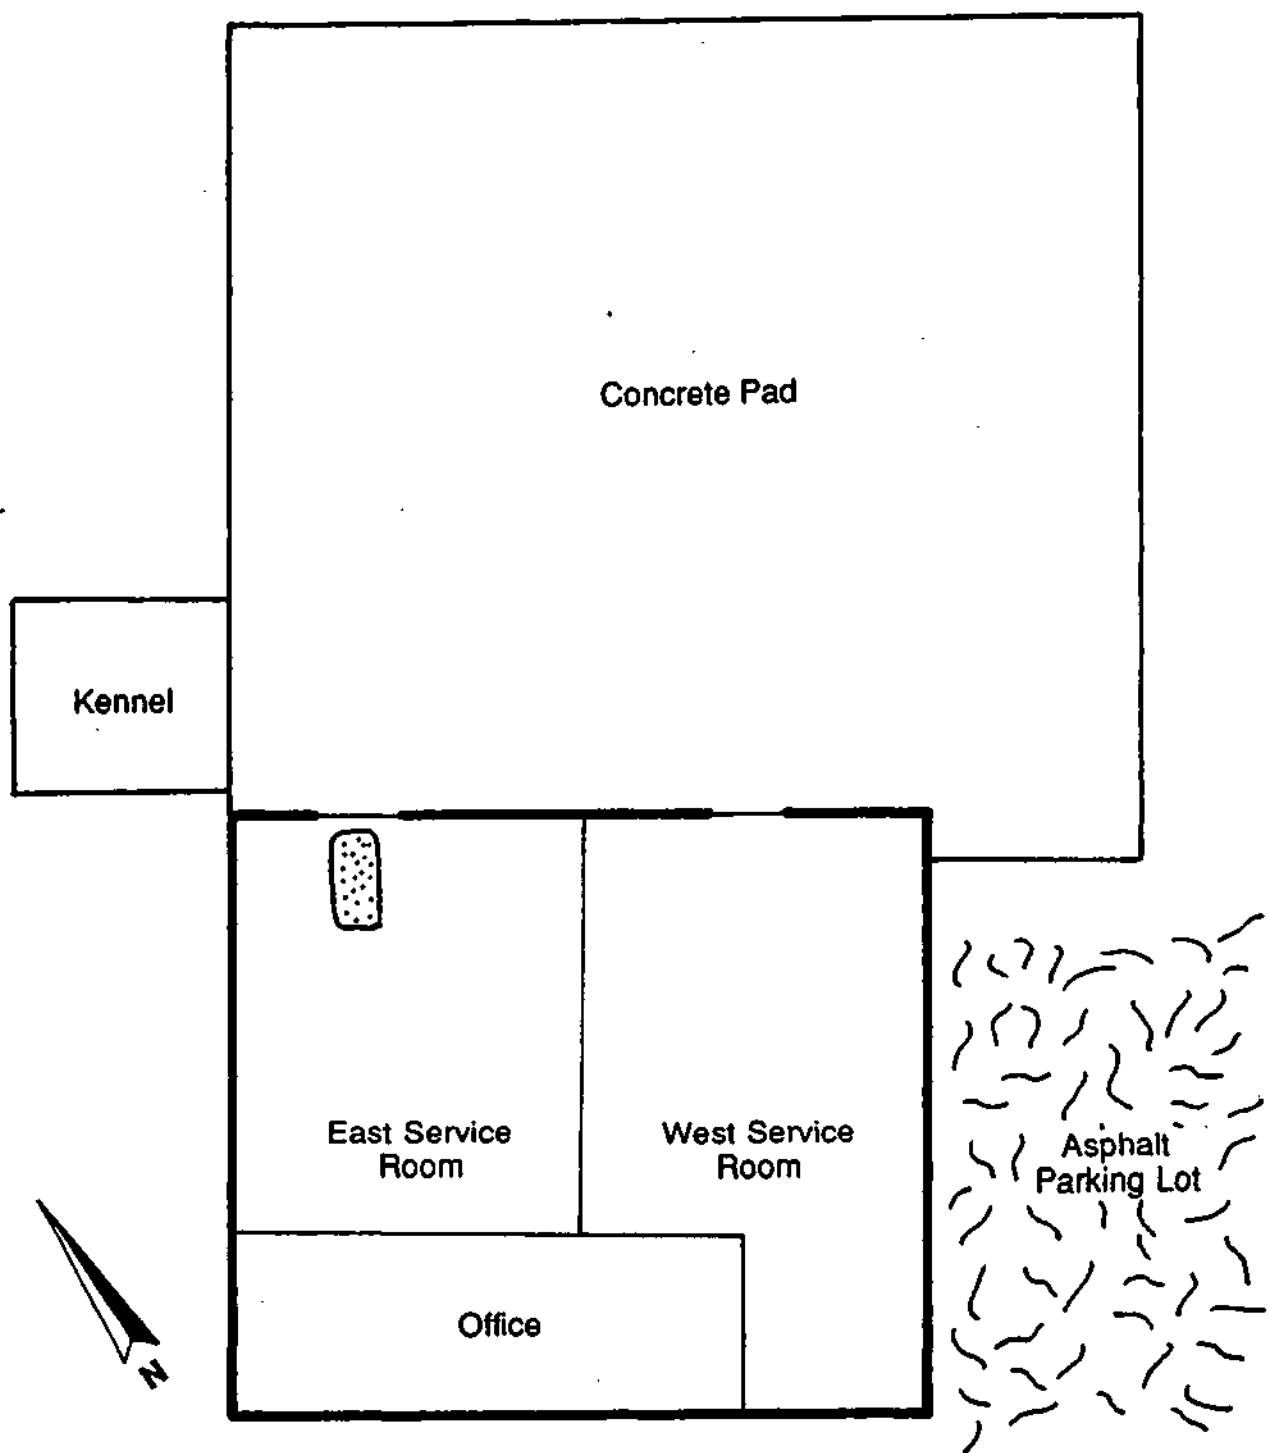 Concrete Pad
Kennel
East Service
Room
West Service
Room
Asphalt
Parking Lot
Office
N